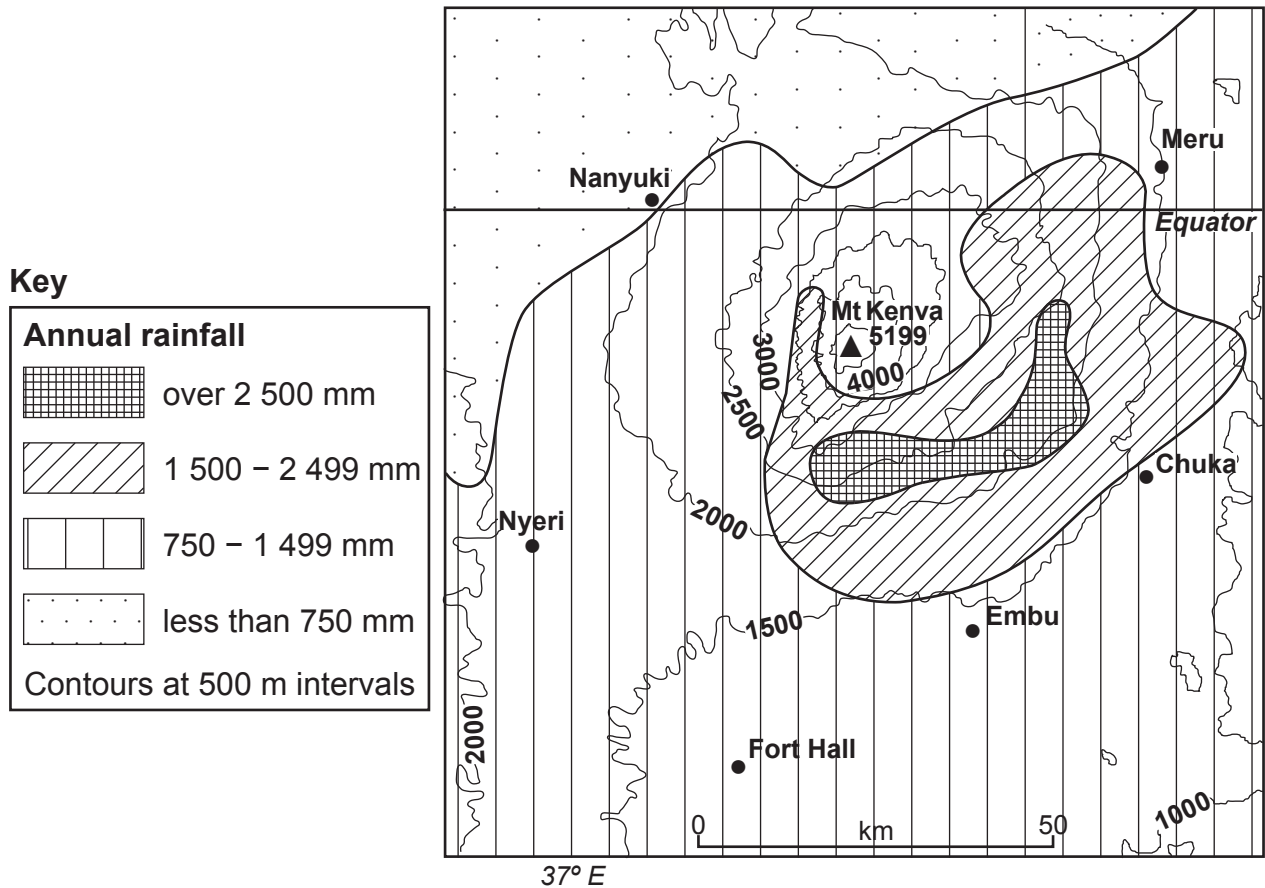 Key
Annual rainfall
over 2 500 mm
1 500 – 2 499 mm
750 – 1 499 mm
less than 750 mm
Contours at 500 m intervals
Nanyuki
Meru
Equator
Mt Kenva
5199
3000
4000
2500
Chuka
Nyeri
2000
1500
Embu
2000
Fort Hall
1000
0
km
50
37º E